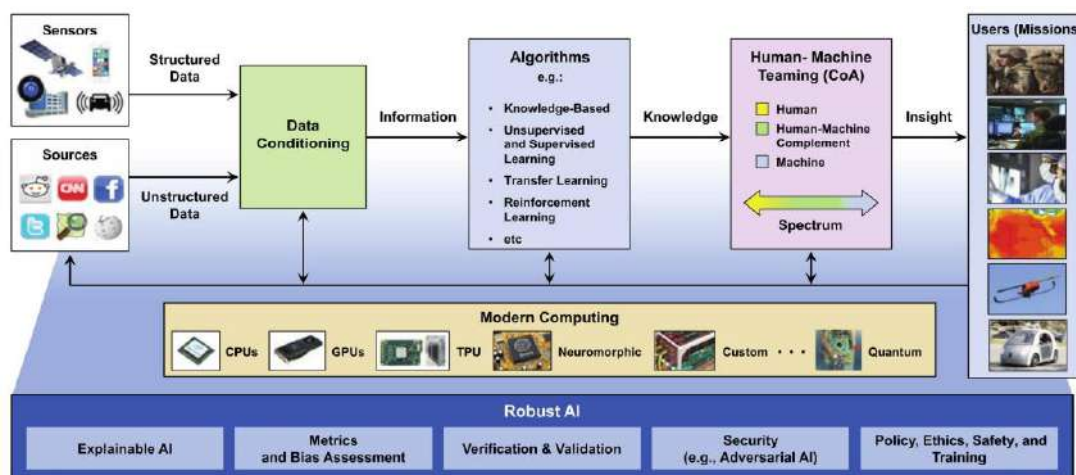 Sensors
Structured
Data
Sources
CNN
Unstructured
Data
Data
Conditioning
Information
Algorithms
e.g.:
• Knowledge-Based
• Unsupervised
and Supervised
Learning
• Transfer Learning
• Reinforcement
Learning
• etc
Knowledge
Human- Machine
Teaming (CoA)
Human
Human-Machine
Complement
Machine
Spectrum
Insight
Users (Missions
Modern Computing
CPUs
GPUs
TPU
Neuromorphic
Custom
• • •
Quantum
Robust AI
Explainable AI
Metrics
and Bias Assessment
Verification & Validation
Security
(e.g., Adversarial AI)
Policy, Ethics, Safety, and
Training